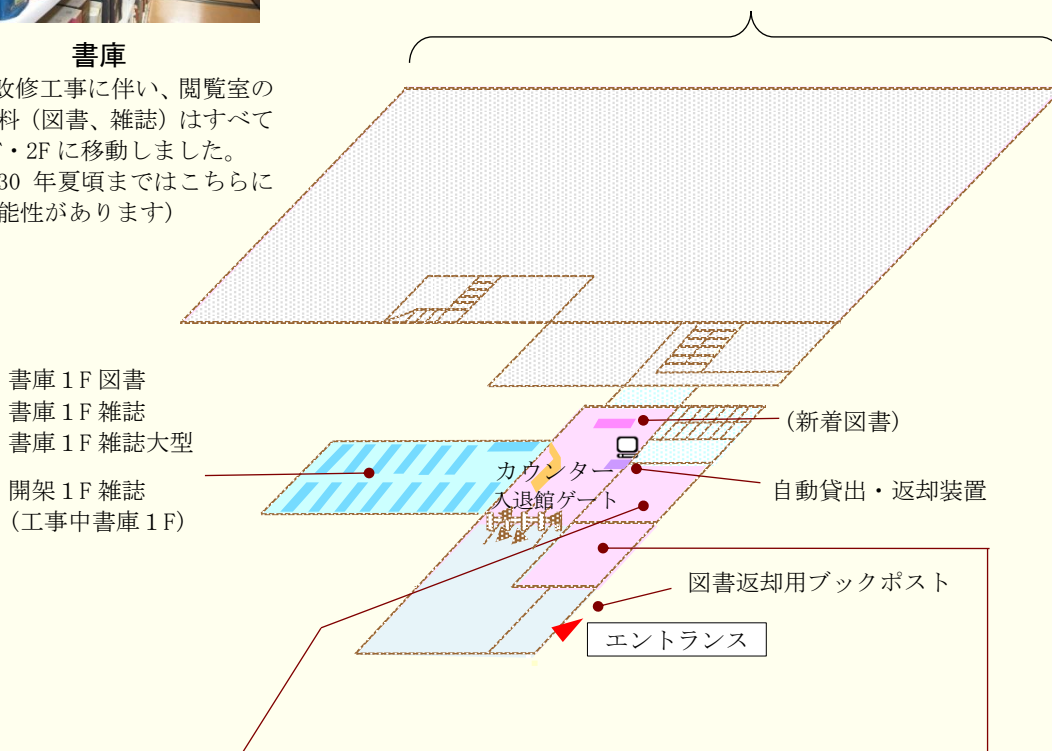 書庫
改修工事に伴い、閲覧室の
料（図書、雑誌）はすべて
・2F に移動しました。
30 年夏頃まではこちらに
能性があります）
書庫１F 図書
書庫１F 雑誌
書庫１F 雑誌大型
開架１F 雑誌
（工事中書庫１F）
(新着図書)
カウンター
入退館ゲート
自動貸出・返却装置
図書返却用ブックポスト
エントランス